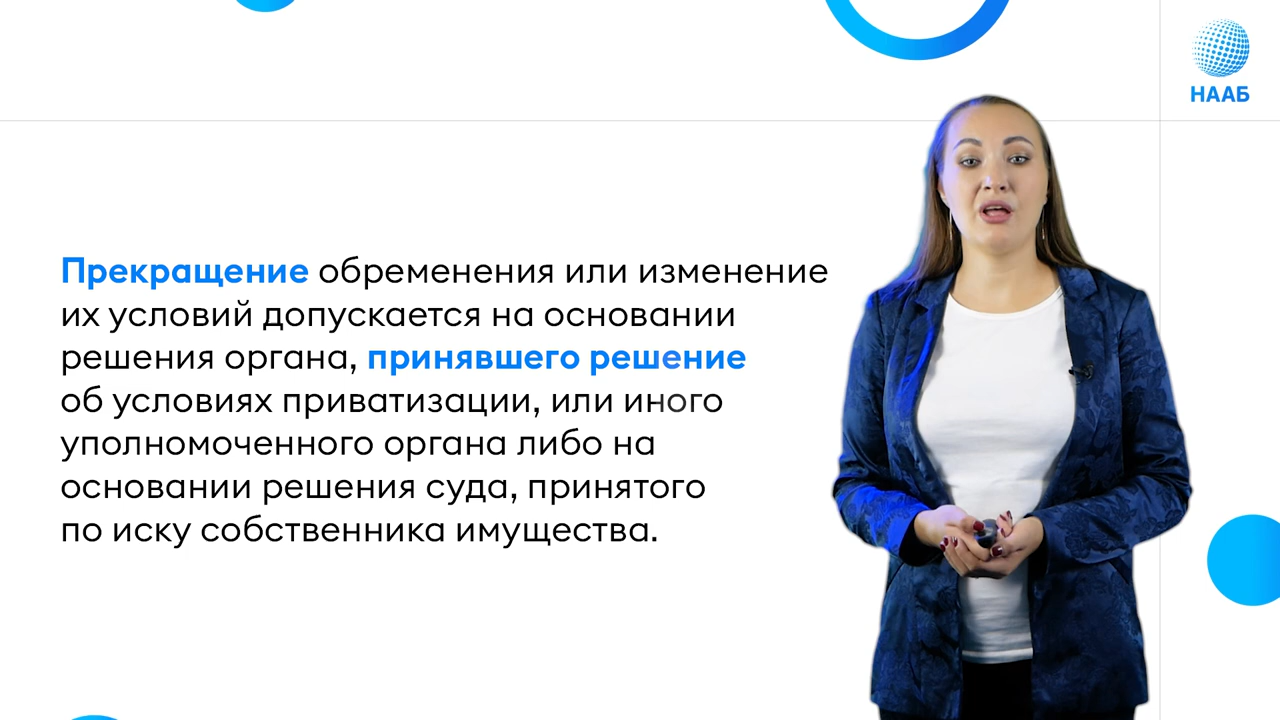 НААБ
Прекращение обременения или изменение
их условий допускается на основании
решения органа, принявшего решение
об условиях приватизации, или иного
уполномоченного органа либо на
основании решения суда, принятого
по иску собственника имущества.